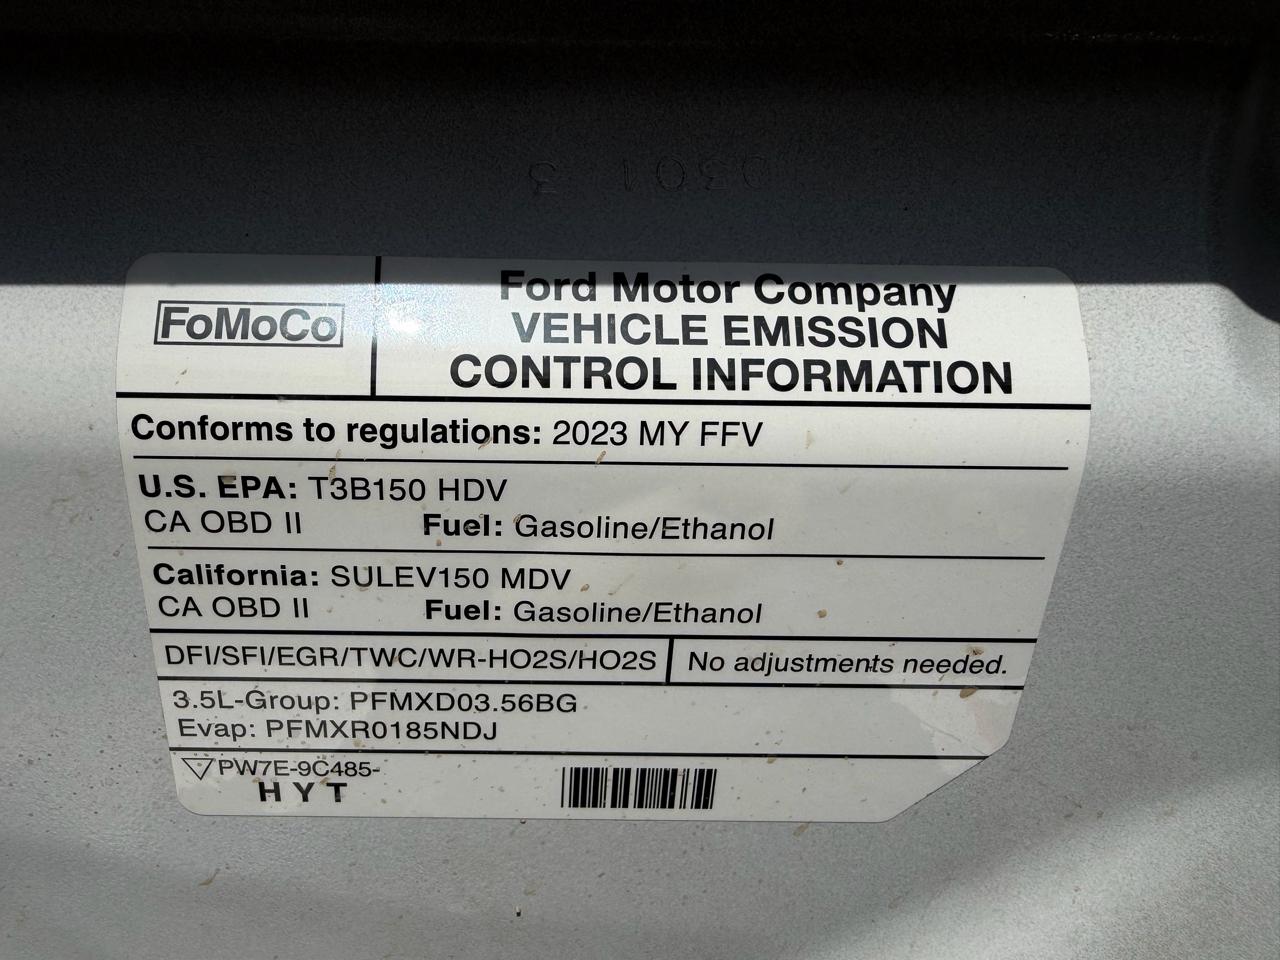 FoMoCo
Ford Motor Company
VEHICLE EMISSION
CONTROL INFORMATION
Conforms to regulations: 2023 MY FFV
U.S. EPA: T3B150 HDV
CA OBD II Fuel: Gasoline/Ethanol
California: SULEV150 MDV
CA OBD II Fuel: Gasoline/Ethanol
DFI/SFI/EGR/TWC/WR-HO2S/HO2S No adjustments needed.
3.5L-Group: PFMXD03.56BG
Evap: PFMXR0185NDJ
PW7E-9C485-
HYT